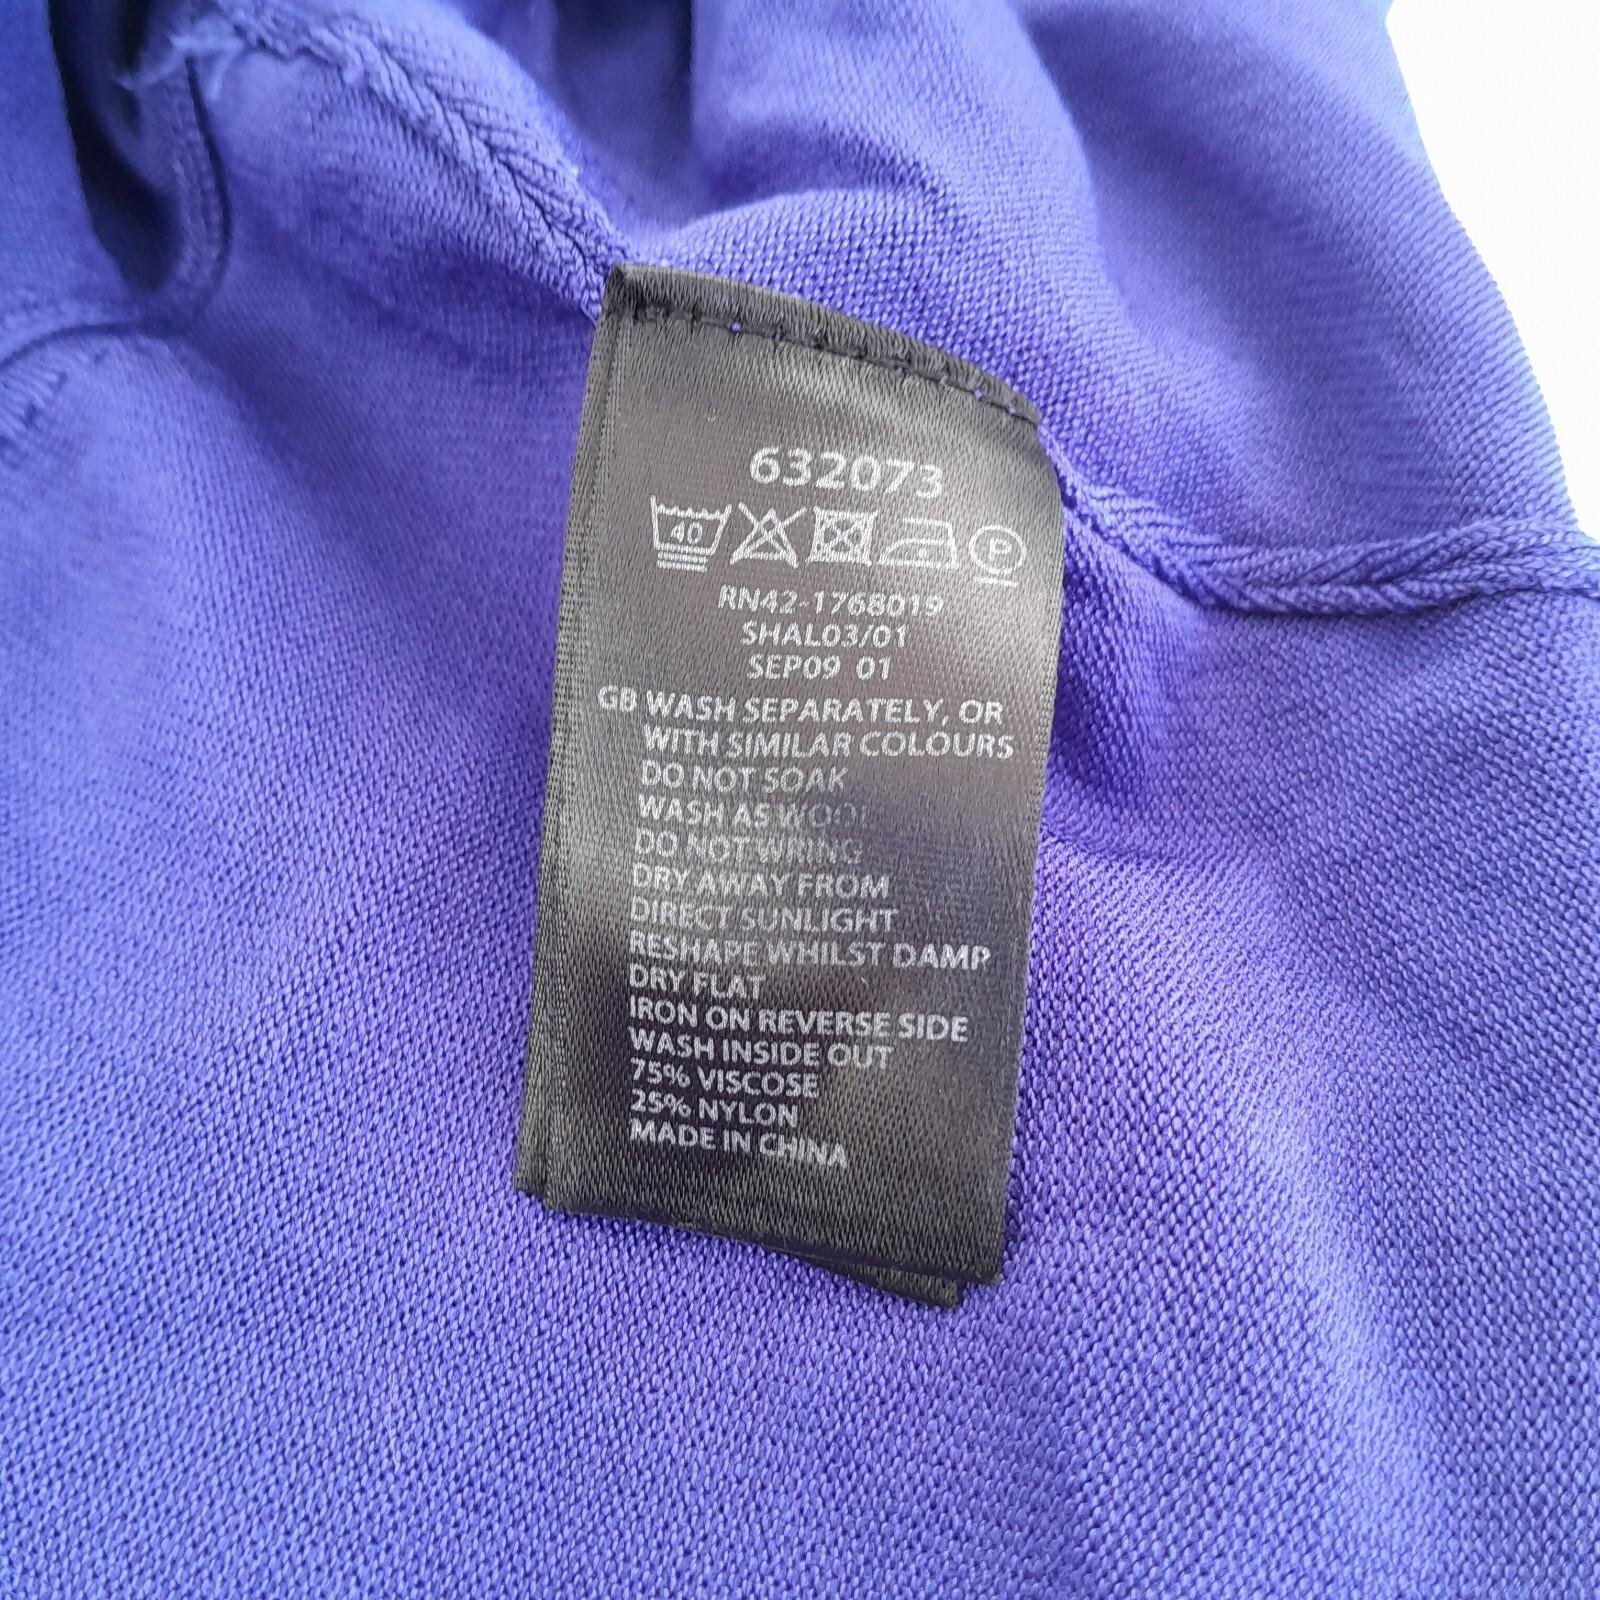 632073
40 P
RN42-1768019
SHAL03/01
SEP09 01
GB WASH SEPARATELY, OR
WITH SIMILAR COLOURS
DO NOT SOAK
WASH AS WOOL
DO NOT WRING
DRY AWAY FROM
DIRECT SUNLIGHT
RESHAPE WHILST DAMP
DRY FLAT
IRON ON REVERSE SIDE
WASH INSIDE OUT
75% VISCOSE
25% NYLON
MADE IN CHINA